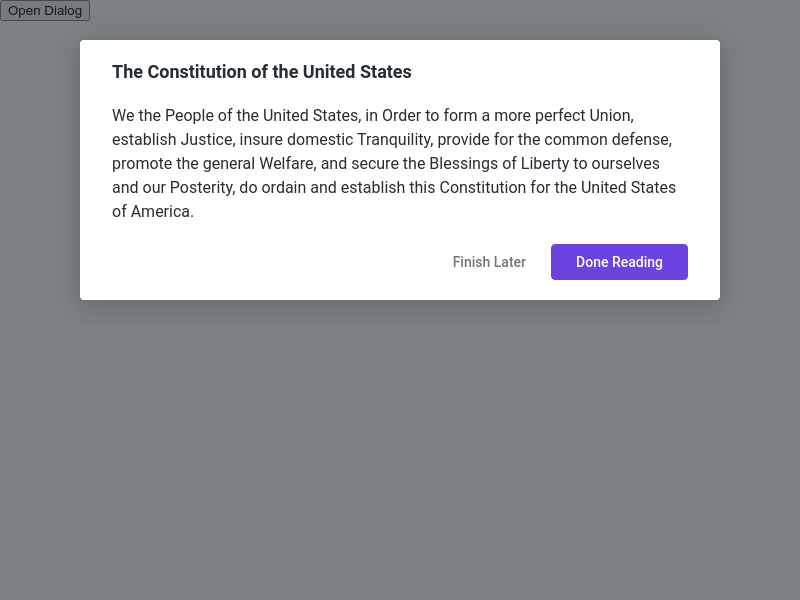 Open Dialog
The Constitution of the United States
We the People of the United States, in Order to form a more perfect Union,
establish Justice, insure domestic Tranquility, provide for the common defense,
promote the general Welfare, and secure the Blessings of Liberty to ourselves
and our Posterity, do ordain and establish this Constitution for the United States
of America.
Finish Later
Done Reading